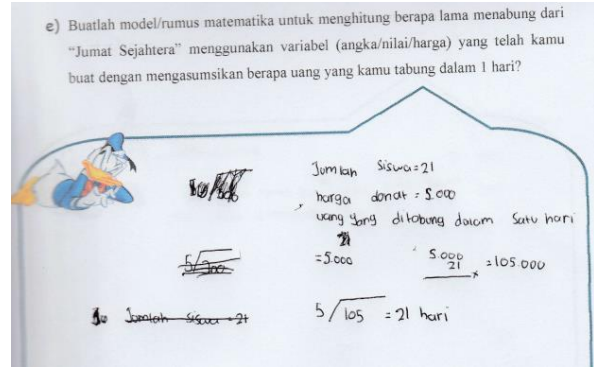 e) Buatlah model/rumus matematika untuk menghitung berapa lama menabung dari
“Jumat Sejahtera” menggunakan variabel (angka/nilai/harga) yang telah kamu
buat dengan mengasumsikan berapa uang yang kamu tabung dalam 1 hari?
Jumlah siswa = 21
harga donat = 5.000
uang yang ditabung dalam satu hari
= 5.000
5.000
21 x = 105.000
Jumlah siswa = 21
5/105 = 21 hari